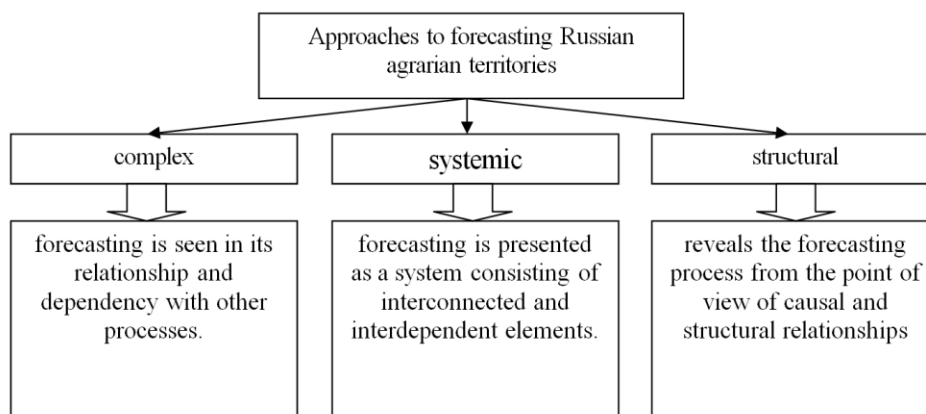 Approaches to forecasting Russian
agrarian territories
complex
systemic
structural
forecasting is seen in its
relationship and
dependency with other
processes.
forecasting is presented
as a system consisting of
interconnected and
interdependent elements.
reveals the forecasting
process from the point of
view of causal and
structural relationships